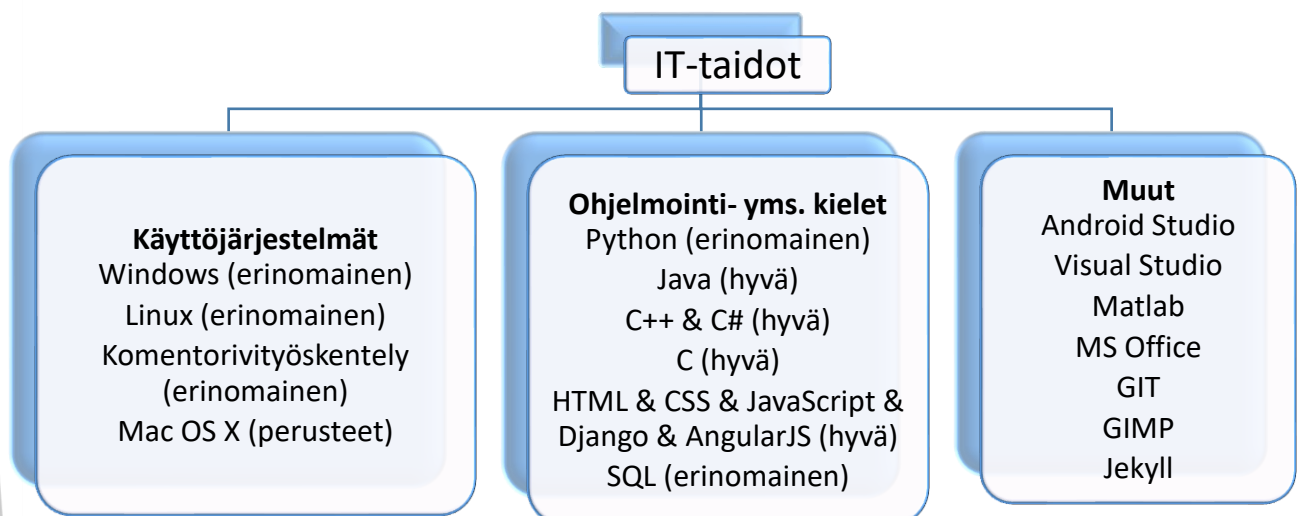 IT-taidot
Käyttöjärjestelmät
Windows (erinomainen)
Linux (erinomainen)
Komentorivityöskentely
(erinomainen)
Mac OS X (perusteet)
Ohjelmointi- yms. kielet
Python (erinomainen)
Java (hyvä)
C++ & C# (hyvä)
C (hyvä)
HTML & CSS & JavaScript &
Django & AngularJS (hyvä)
SQL (erinomainen)
Muut
Android Studio
Visual Studio
Matlab
MS Office
GIT
GIMP
Jekyll